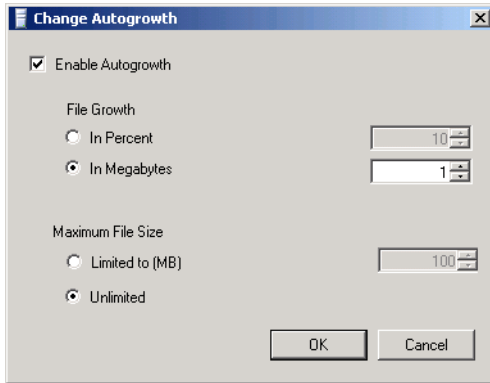 Change Autogrowth
Enable Autogrowth
File Growth
In Percent
10
In Megabytes
1
Maximum File Size
Limited to (MB)
100
Unlimited
OK Cancel